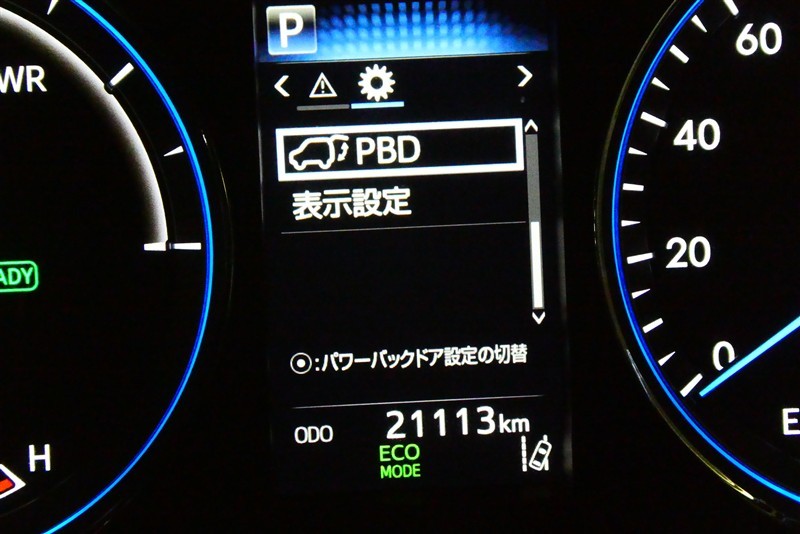 P
WR
60
PBD
40
表示設定
20
ADY
⦿:パワーバックドア設定の切替
0
ODO 21113km
E
ECO
MODE
H